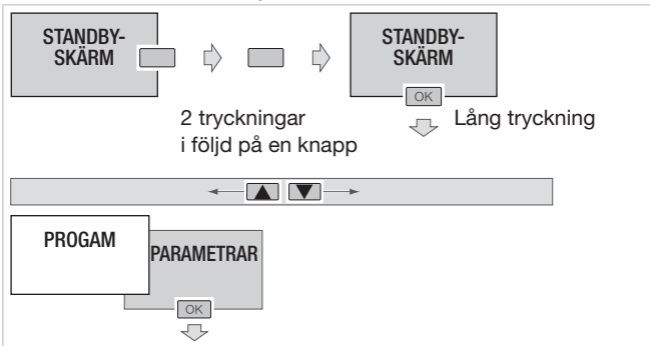 STANDBY-
SKÄRM
STANDBY-
SKÄRM
OK
2 tryckningar
i följd på en knapp
Lång tryckning
PROGAM
PARAMETRAR
OK